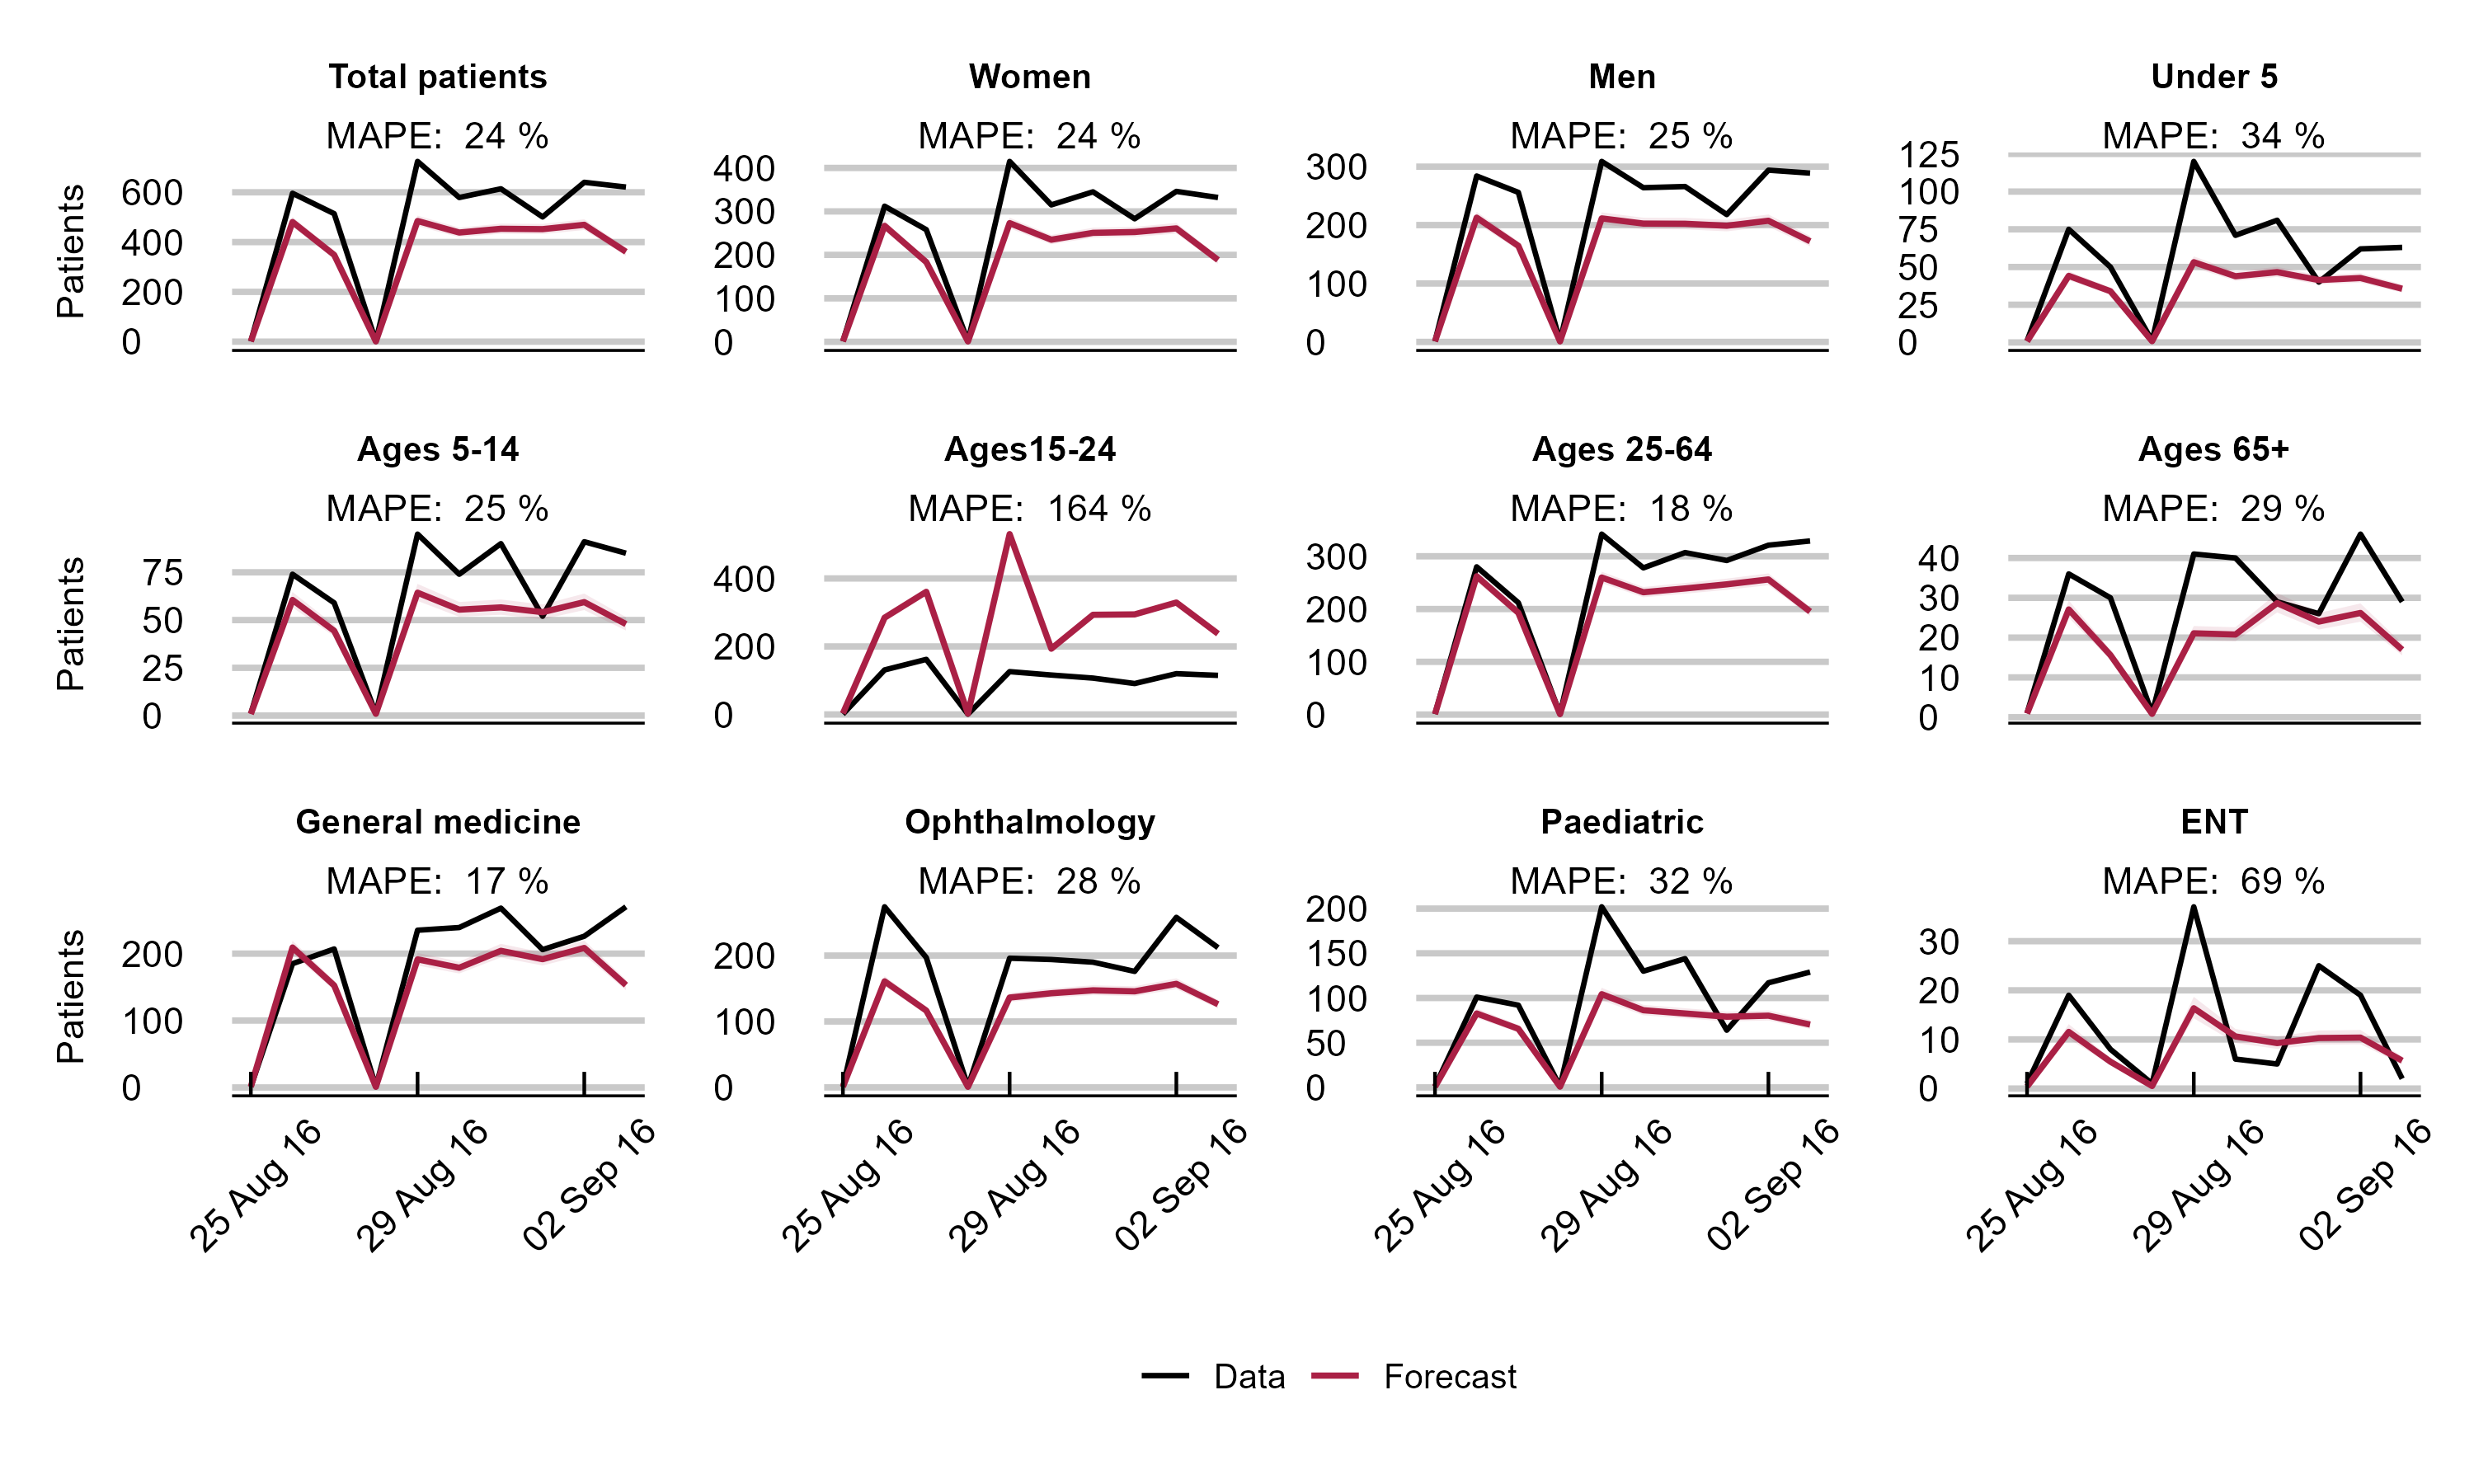 Total patients
MAPE:  24 %
Patients
600
400
200
0
Women
MAPE:  24 %
400
300
200
100
0
Men
MAPE:  25 %
300
200
100
0
Under 5
MAPE:  34 %
125
100
75
50
25
0
Ages 5-14
MAPE:  25 %
Patients
75
50
25
0
Ages15-24
MAPE:  164 %
400
200
0
Ages 25-64
MAPE:  18 %
300
200
100
0
Ages 65+
MAPE:  29 %
40
30
20
10
0
General medicine
MAPE:  17 %
Patients
200
100
0
25 Aug 16
29 Aug 16
02 Sep 16
Ophthalmology
MAPE:  28 %
200
100
0
25 Aug 16
29 Aug 16
02 Sep 16
Paediatric
MAPE:  32 %
200
150
100
50
0
25 Aug 16
29 Aug 16
02 Sep 16
ENT
MAPE:  69 %
30
20
10
0
25 Aug 16
29 Aug 16
02 Sep 16
Data
Forecast